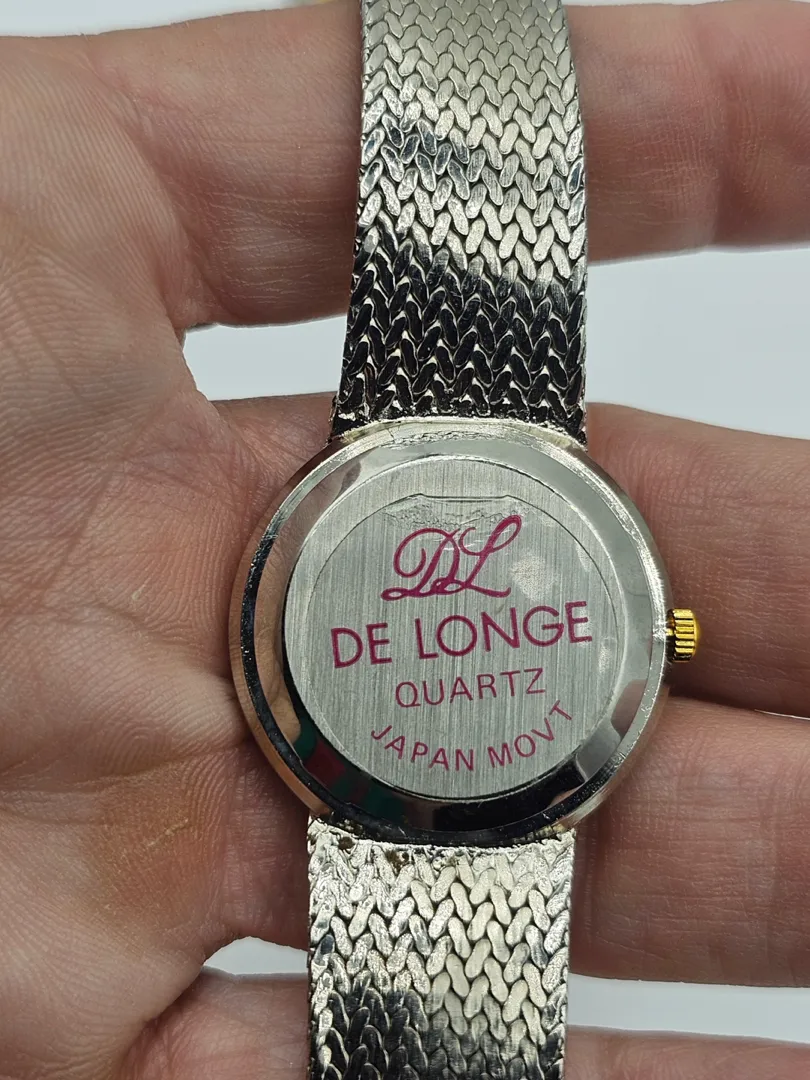 DL
DE LONGE
QUARTZ
JAPAN MOVT